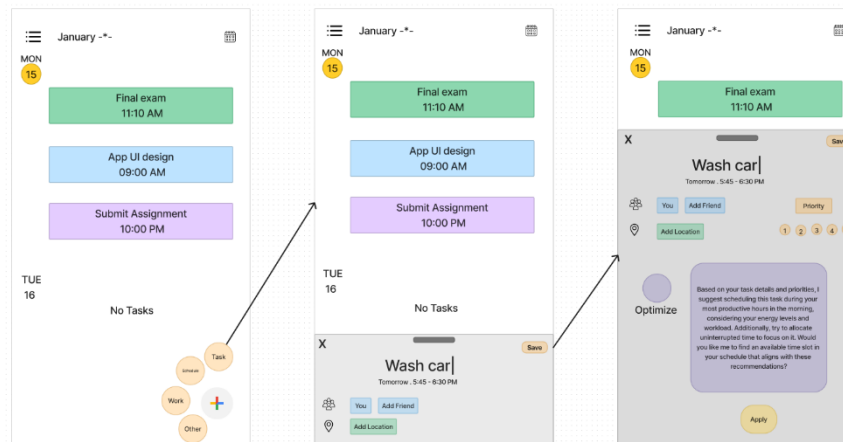 January -*-
MON
15
Final exam
11:10 AM
App UI design
09:00 AM
Submit Assignment
10:00 PM
TUE
16
No Tasks
Task
Schedule
Work
Other
January -*-
MON
15
Final exam
11:10 AM
App UI design
09:00 AM
Submit Assignment
10:00 PM
TUE
16
No Tasks
X
Save
Wash car
Tomorrow . 5:45 - 6:30 PM
You
Add Friend
Add Location
January -*-
MON
15
Final exam
11:10 AM
X
Wash car
Tomorrow . 5:45 - 6:30 PM
You
Add Friend
Priority
Add Location
1 2 3 4
Optimize
Based on your task details and priorities, I
suggest scheduling this task during your
most productive hours in the morning,
considering your energy levels and
workload. Additionally, try to allocate
uninterrupted time to focus on it. Would
you like me to find an available time slot in
your schedule that aligns with these
recommendations?
Apply